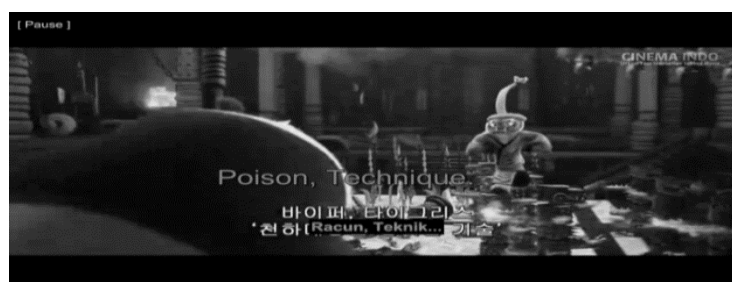 [ Pause ]
CINEMA INDO
Poison, Technique
바이퍼, 타이그리스
'천하
Racun, Teknik...
기술'